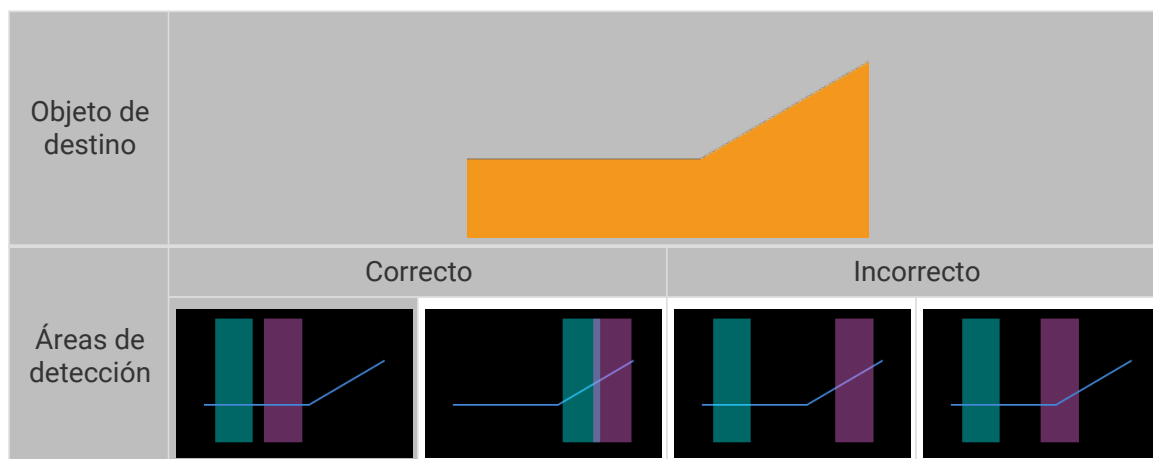 Objeto de
destino
Correcto
Incorrecto
Áreas de
detección